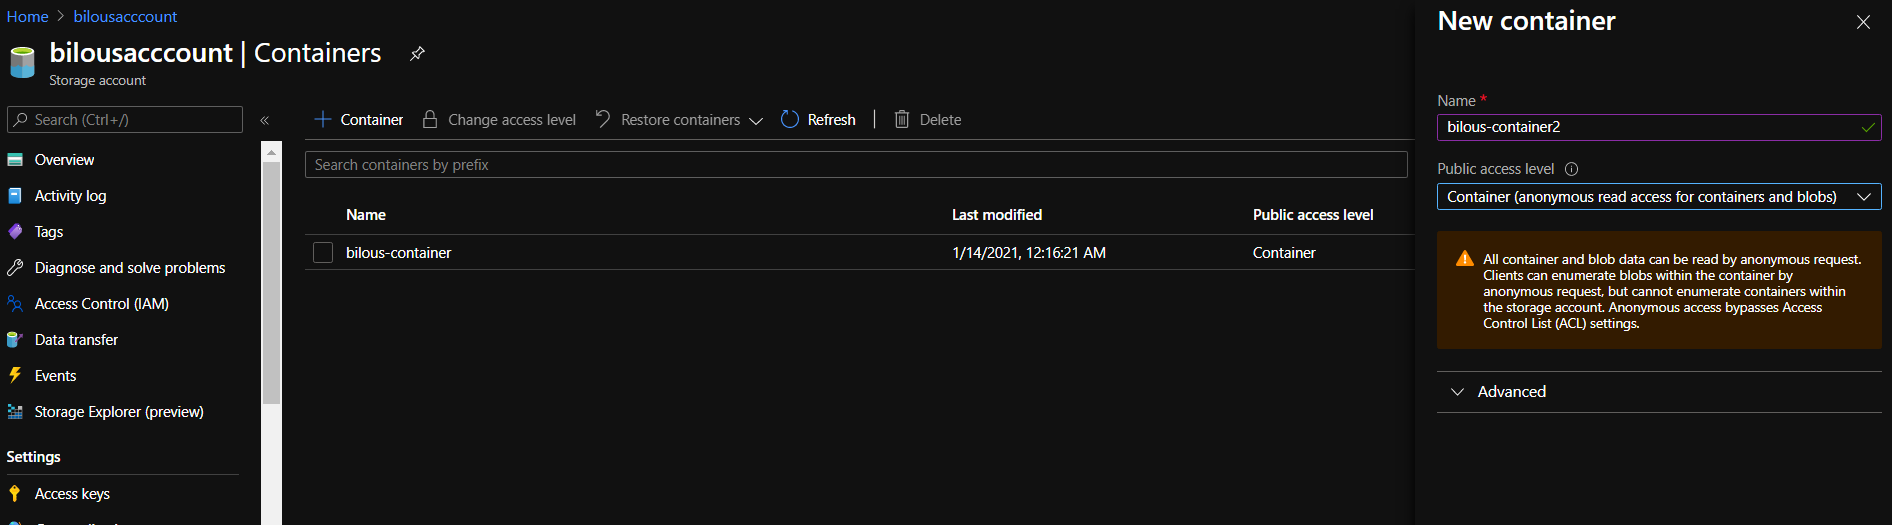 Home > bilousacccount
bilousacccount | Containers
Storage account
Search (Ctrl+/)
«
Overview
Activity log
Tags
Diagnose and solve problems
Access Control (IAM)
Data transfer
Events
Storage Explorer (preview)
Settings
Access keys
+ Container
Change access level
Restore containers
Refresh
Delete
Search containers by prefix
Name Last modified Public access level
bilous-container 1/14/2021, 12:16:21 AM Container
New container
Name *
bilous-container2
Public access level
Container (anonymous read access for containers and blobs)
All container and blob data can be read by anonymous request.
Clients can enumerate blobs within the container by
anonymous request, but cannot enumerate containers within
the storage account. Anonymous access bypasses Access
Control List (ACL) settings.
Advanced